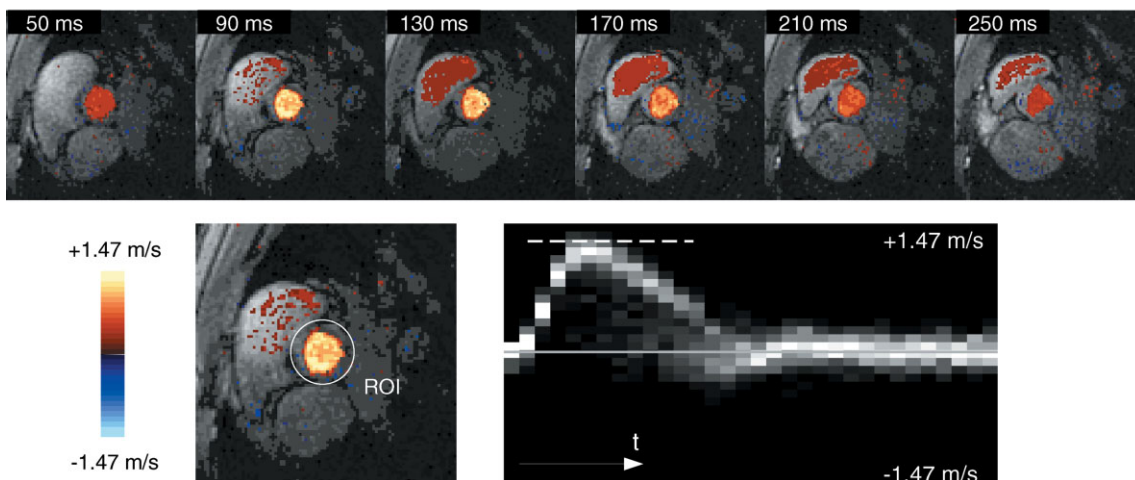 50 ms
90 ms
130 ms
170 ms
210 ms
250 ms
+1.47 m/s
-1.47 m/s
ROI
+1.47 m/s
t
-1.47 m/s